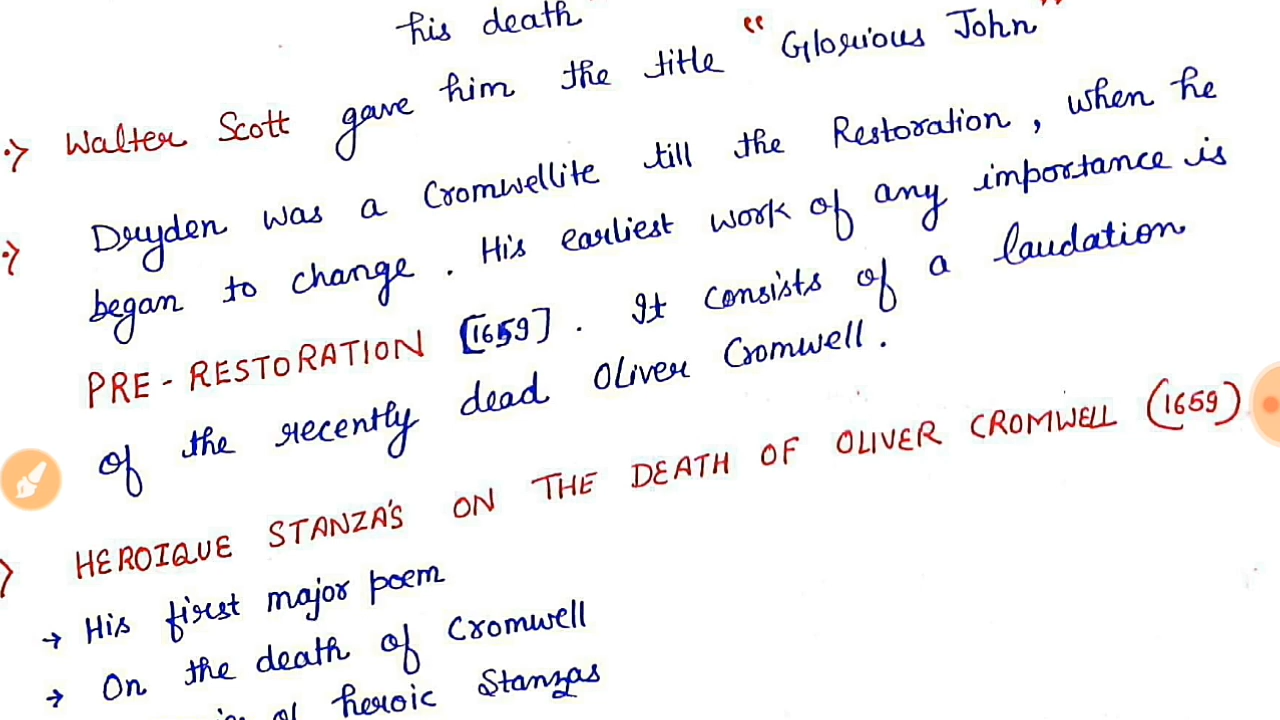 his death
:> Walter Scott gave him the title "Glorious John"
:> Dryden was a Cromwellite till the Restoration, when he
began to change. His earliest work of any importance is
PRE-RESTORATION [1659]. It consists of a laudation
of the recently dead Oliver Cromwell.
> HEROIQUE STANZA'S ON THE DEATH OF OLIVER CROMWELL (1659)
→ His first major poem
→ On the death of Cromwell
of heroic Stanzas